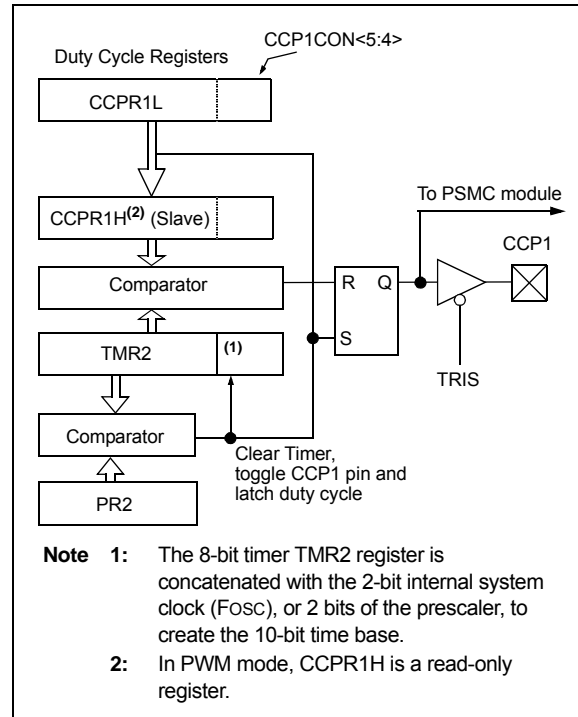 CCP1CON<5:4>
Duty Cycle Registers
CCPR1L
CCPR1H(2) (Slave)
To PSMC module
CCP1
Comparator
R Q
S
TMR2 (1)
TRIS
Comparator
Clear Timer,
toggle CCP1 pin and
latch duty cycle
PR2
Note 1: The 8-bit timer TMR2 register is
concatenated with the 2-bit internal system
clock (FOSC), or 2 bits of the prescaler, to
create the 10-bit time base.
2: In PWM mode, CCPR1H is a read-only
register.